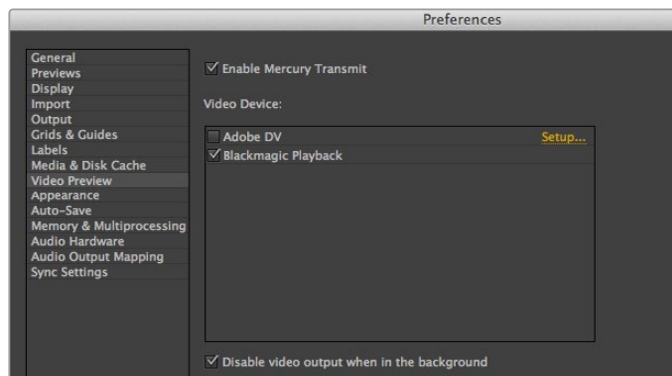 Preferences
General
Previews
Display
Import
Output
Grids & Guides
Labels
Media & Disk Cache
Video Preview
Appearance
Auto-Save
Memory & Multiprocessing
Audio Hardware
Audio Output Mapping
Sync Settings
Enable Mercury Transmit
Video Device:
Adobe DV Setup...
Blackmagic Playback
Disable video output when in the background